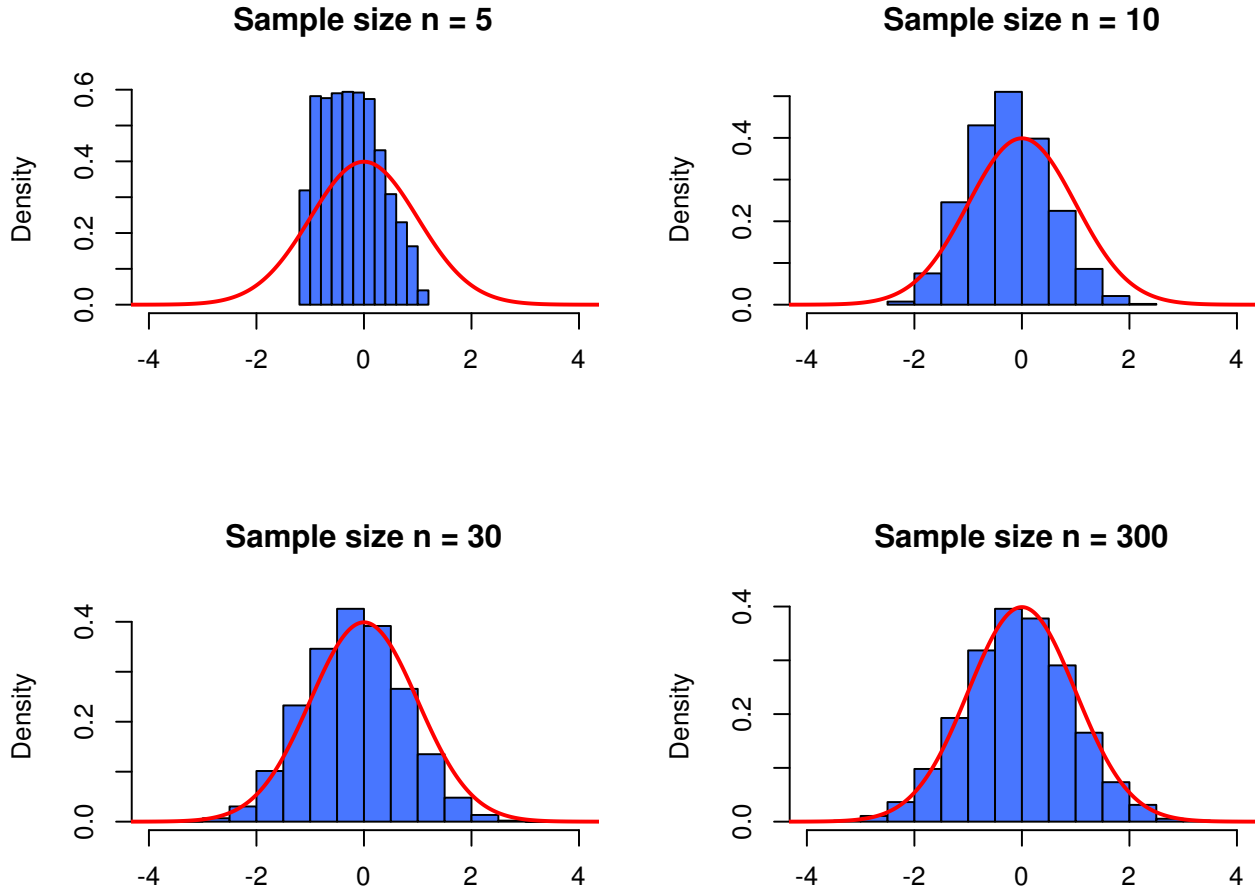 Sample size n = 5
Density
0.0 0.2 0.4 0.6
-4 -2 0 2 4
Sample size n = 10
Density
0.0 0.2 0.4
-4 -2 0 2 4
Sample size n = 30
Density
0.0 0.2 0.4
-4 -2 0 2 4
Sample size n = 300
Density
0.0 0.2 0.4
-4 -2 0 2 4